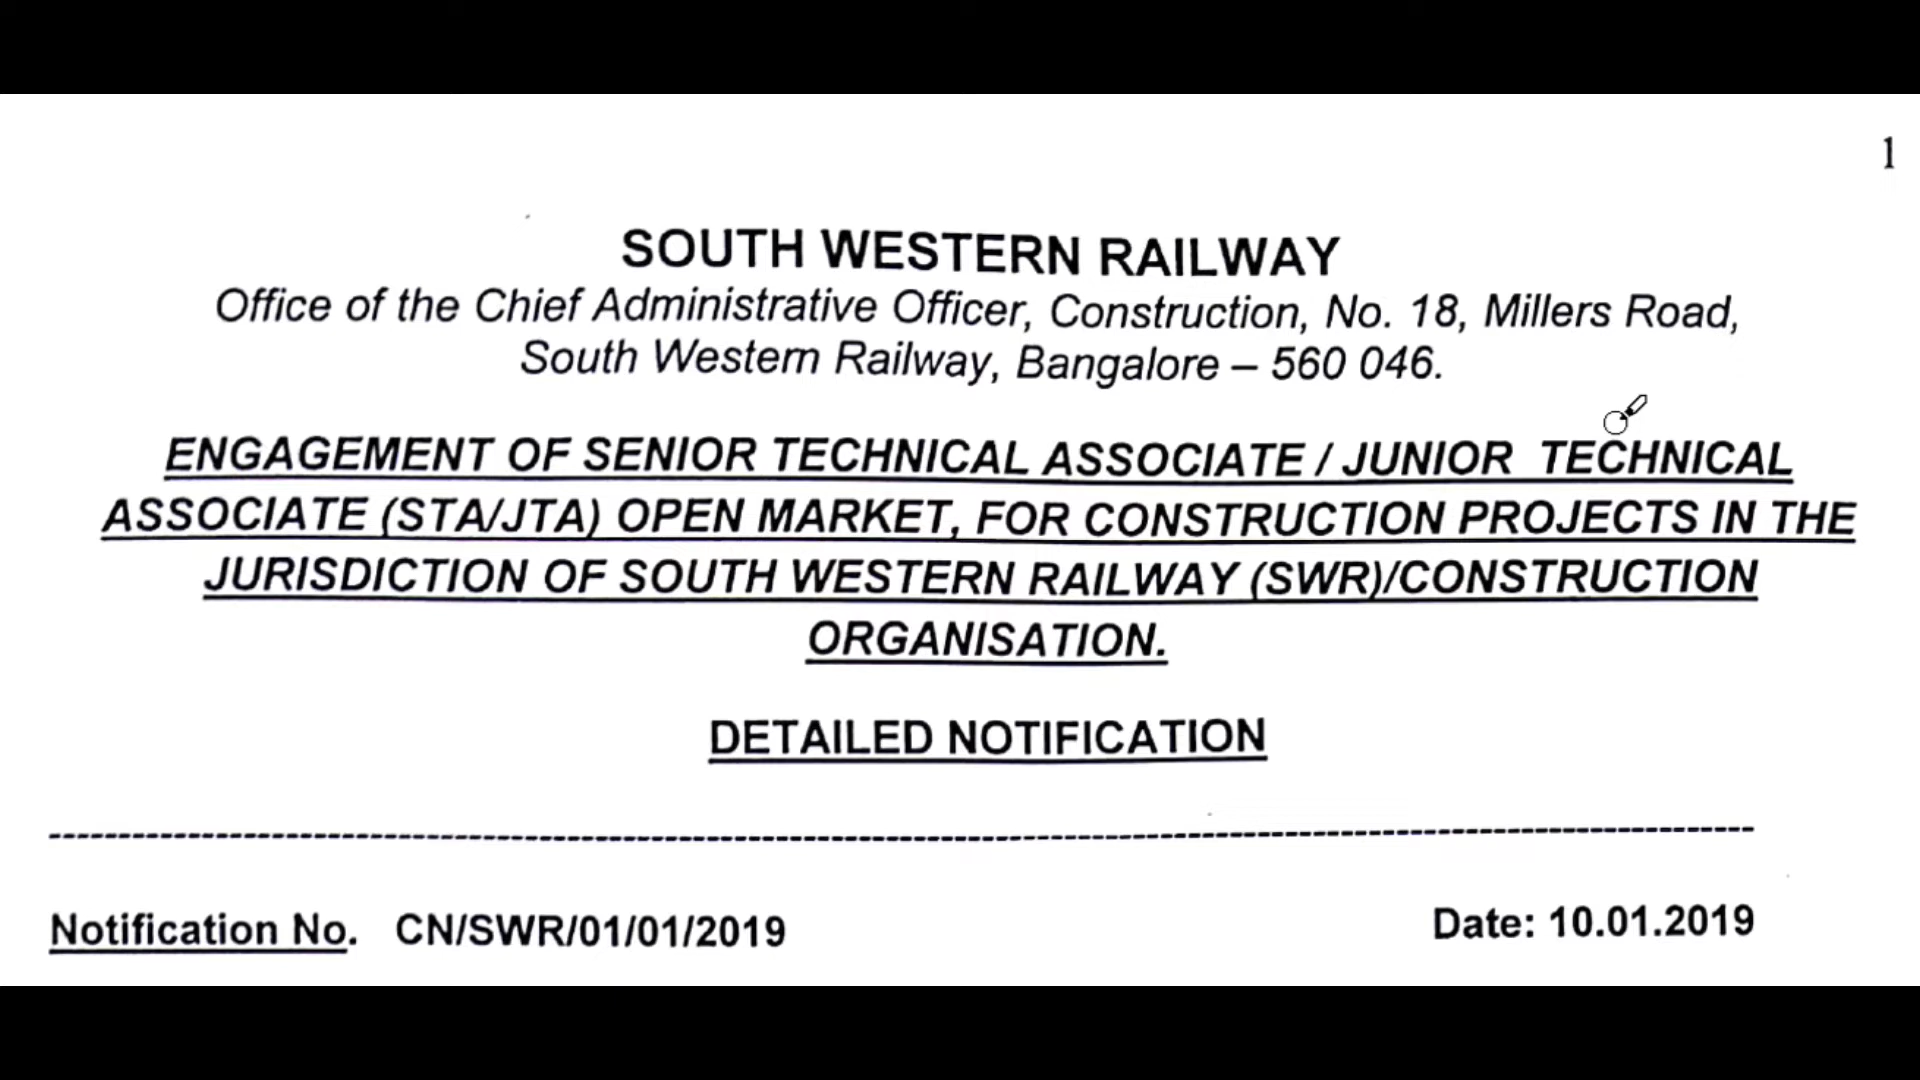 1
SOUTH WESTERN RAILWAY
Office of the Chief Administrative Officer, Construction, No. 18, Millers Road,
South Western Railway, Bangalore – 560 046.
ENGAGEMENT OF SENIOR TECHNICAL ASSOCIATE / JUNIOR TECHNICAL
ASSOCIATE (STA/JTA) OPEN MARKET, FOR CONSTRUCTION PROJECTS IN THE
JURISDICTION OF SOUTH WESTERN RAILWAY (SWR)/CONSTRUCTION
ORGANISATION.
DETAILED NOTIFICATION
Notification No. CN/SWR/01/01/2019 Date: 10.01.2019